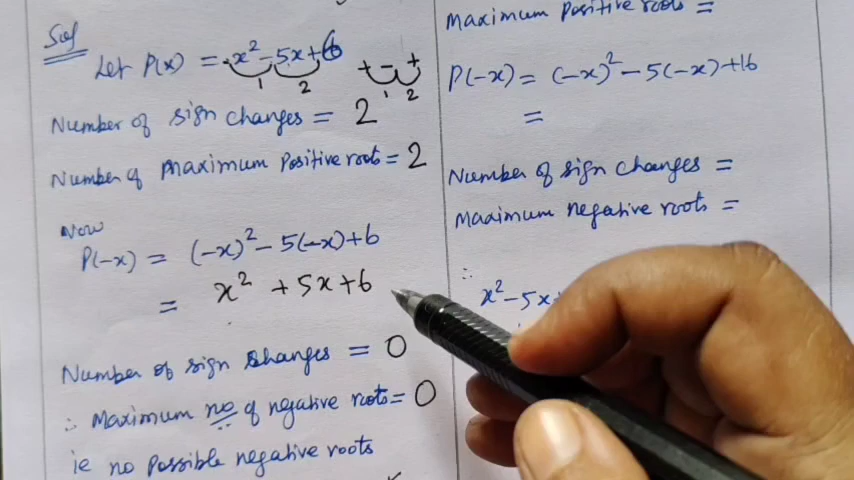 Sol
Let P(x) = x² - 5x + 6
1 2
+ - +
1 2
Number of sign changes = 2
Number of maximum positive roots = 2
Now
P(-x) = (-x)² - 5(-x) + 6
= x² + 5x + 6
Number of sign changes = 0
∴ Maximum no of negative roots = 0
ie no possible negative roots
Maximum positive roots =
P(-x) = (-x)² - 5(-x) + 16
=
Number of sign changes =
Maximum negative roots =
∴
x² - 5x